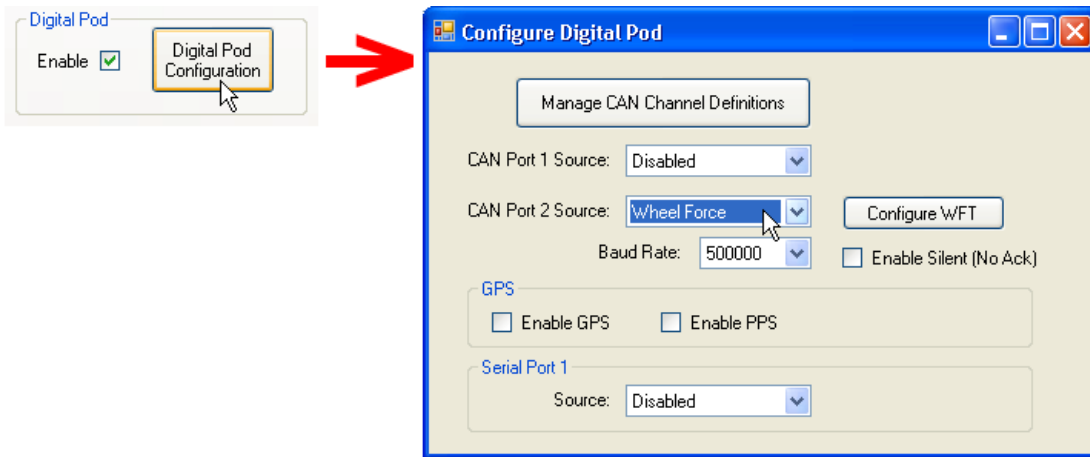 Digital Pod
Enable
Digital Pod
Configuration
Configure Digital Pod
Manage CAN Channel Definitions
CAN Port 1 Source: Disabled
CAN Port 2 Source: Wheel Force Configure WFT
Baud Rate: 500000 Enable Silent (No Ack)
GPS
Enable GPS Enable PPS
Serial Port 1
Source: Disabled